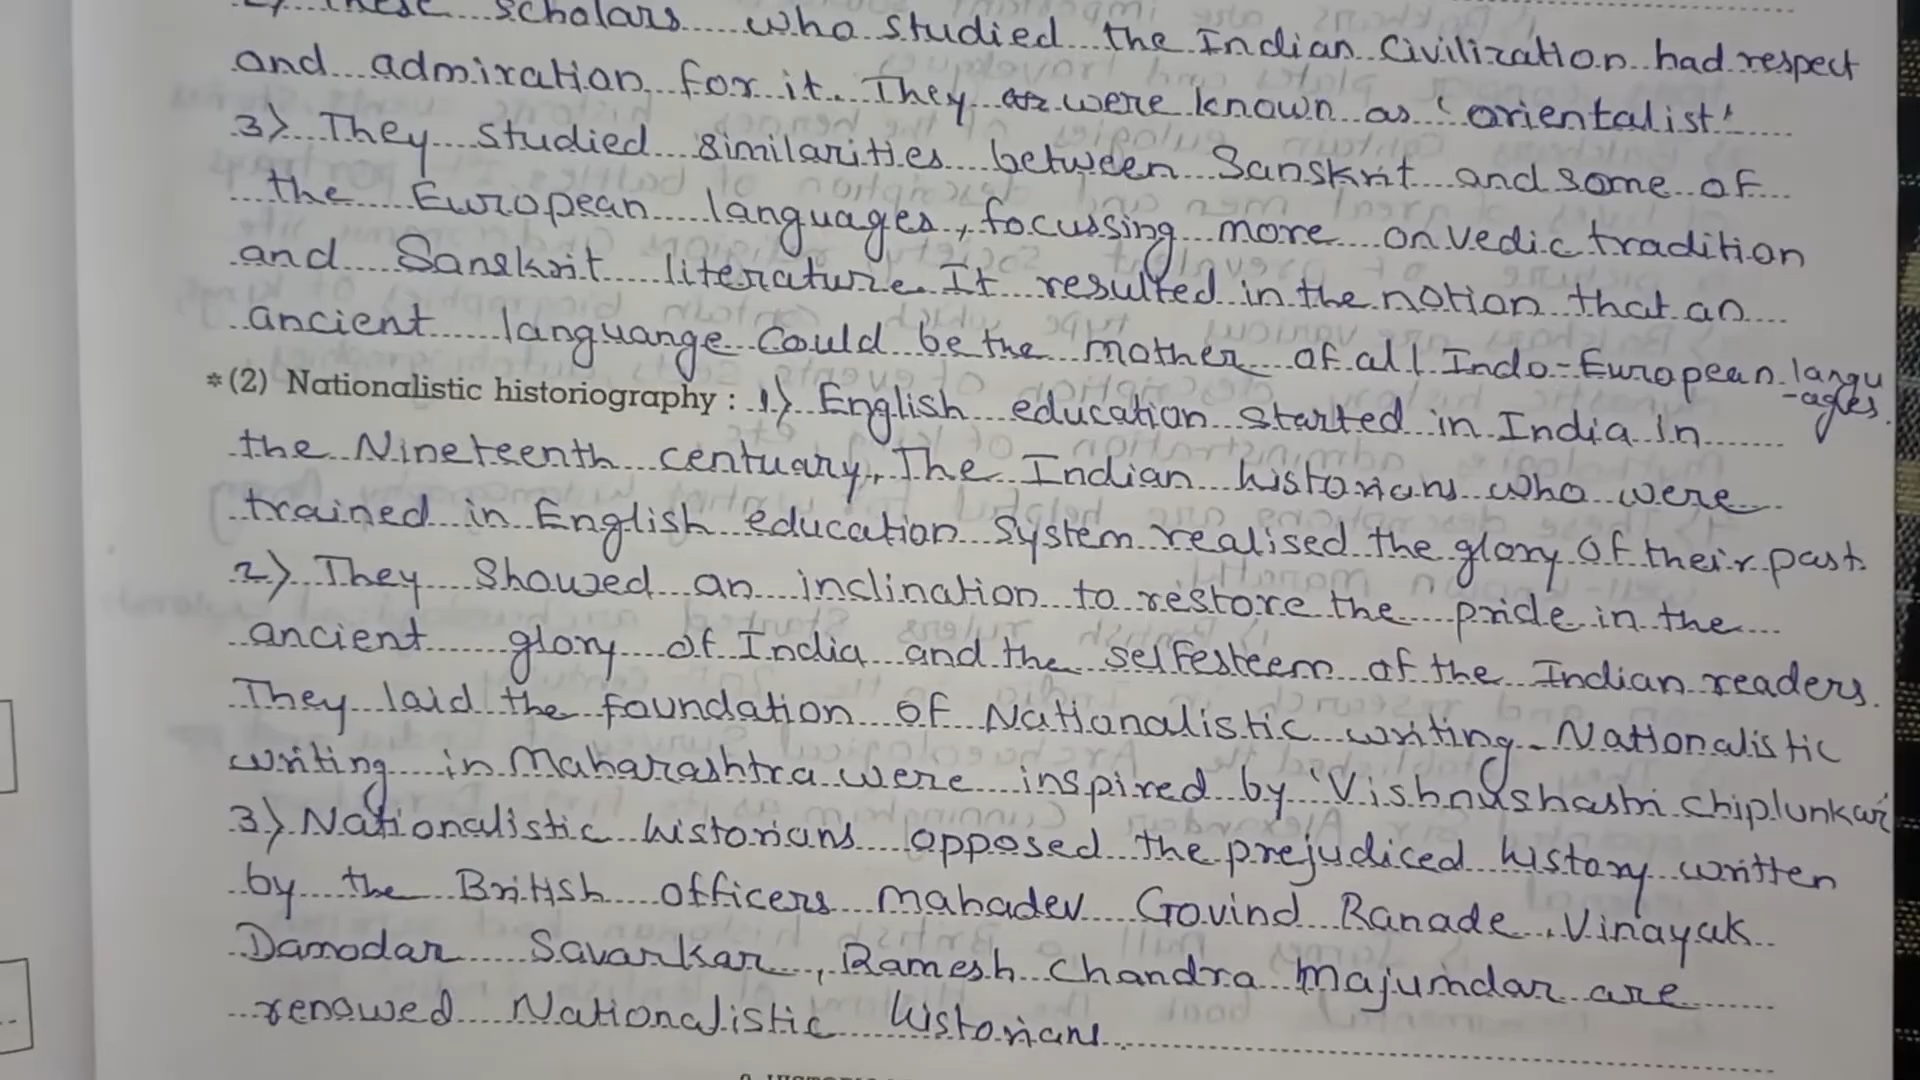 2) These scholars who studied the Indian Civilization had respect
and admiration for it. They were known as 'orientalist'
3) They studied similarities between Sanskrit and some of
the European languages, focussing more on Vedic tradition
and Sanskrit literature. It resulted in the notion that an
ancient languange could be the mother of all Indo-European langu
-ages.
*(2) Nationalistic historiography : 1) English education started in India in
the Nineteenth centuary, The Indian historians who were
trained in English education system realised the glory of their past.
2) They showed an inclination to restore the pride in the
ancient glory of India and the selfesteem of the Indian readers.
They laid the foundation of Nationalistic writing. Nationalistic
writing in Maharashtra were inspired by 'Vishnushastri Chiplunkar'
3) Nationalistic historians opposed the prejudiced history written
by the British officers Mahadev Govind Ranade, Vinayak
Damodar Savarkar, Ramesh Chandra Majumdar are
renowed Nationalistic historians.